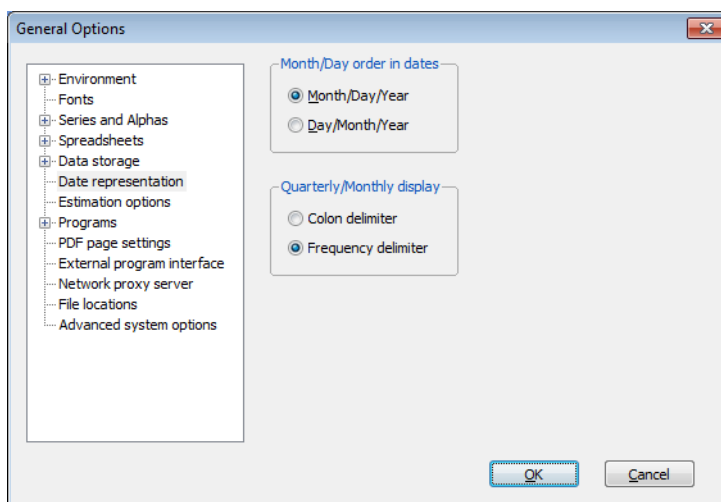 General Options
Environment
Fonts
Series and Alphas
Spreadsheets
Data storage
Date representation
Estimation options
Programs
PDF page settings
External program interface
Network proxy server
File locations
Advanced system options
Month/Day order in dates
Month/Day/Year
Day/Month/Year
Quarterly/Monthly display
Colon delimiter
Frequency delimiter
OK
Cancel